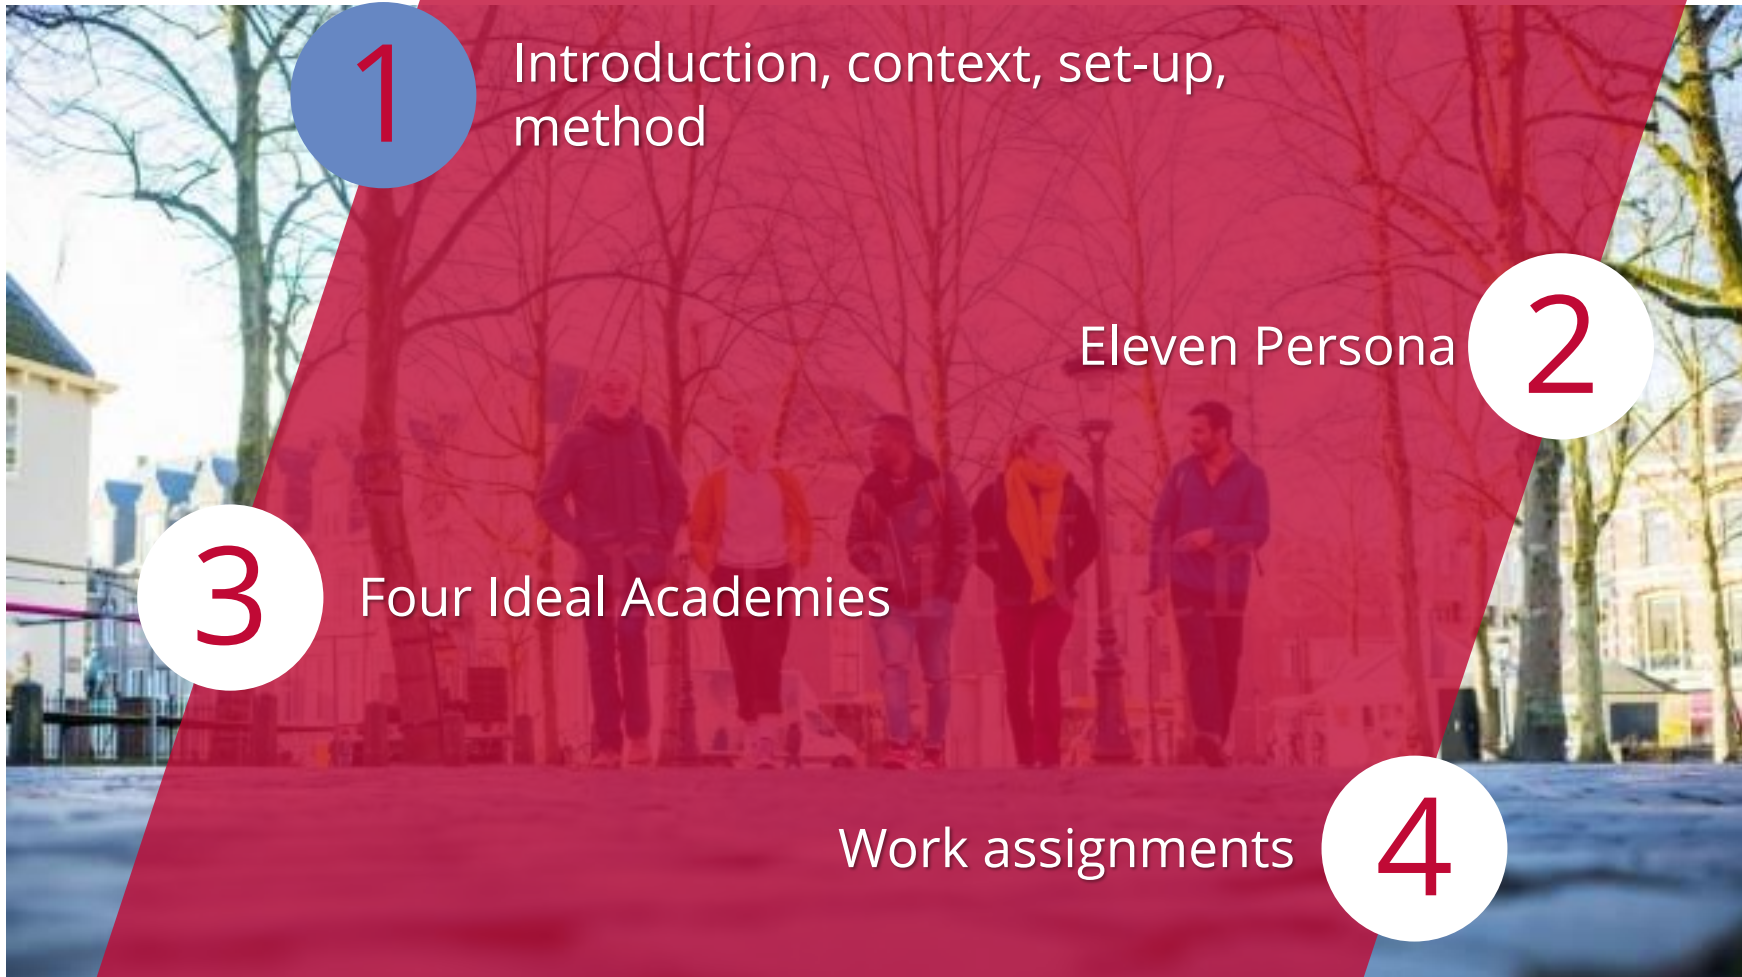 1
Introduction, context, set-up,
method
Eleven Persona
2
3
Four Ideal Academies
Work assignments
4